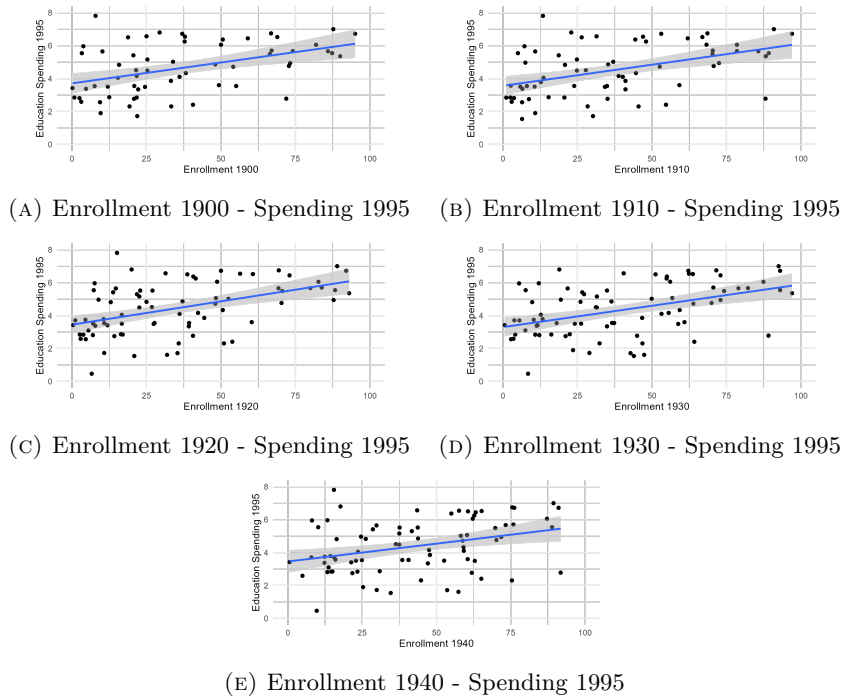 Education Spending 1995
8
6
4
2
0
0 25 50 75 100
Enrollment 1900
(A) Enrollment 1900 - Spending 1995
Education Spending 1995
8
6
4
2
0
0 25 50 75 100
Enrollment 1910
(B) Enrollment 1910 - Spending 1995
Education Spending 1995
8
6
4
2
0
0 25 50 75 100
Enrollment 1920
(C) Enrollment 1920 - Spending 1995
Education Spending 1995
8
6
4
2
0
0 25 50 75 100
Enrollment 1930
(D) Enrollment 1930 - Spending 1995
Education Spending 1995
8
6
4
2
0
0 25 50 75 100
Enrollment 1940
(E) Enrollment 1940 - Spending 1995